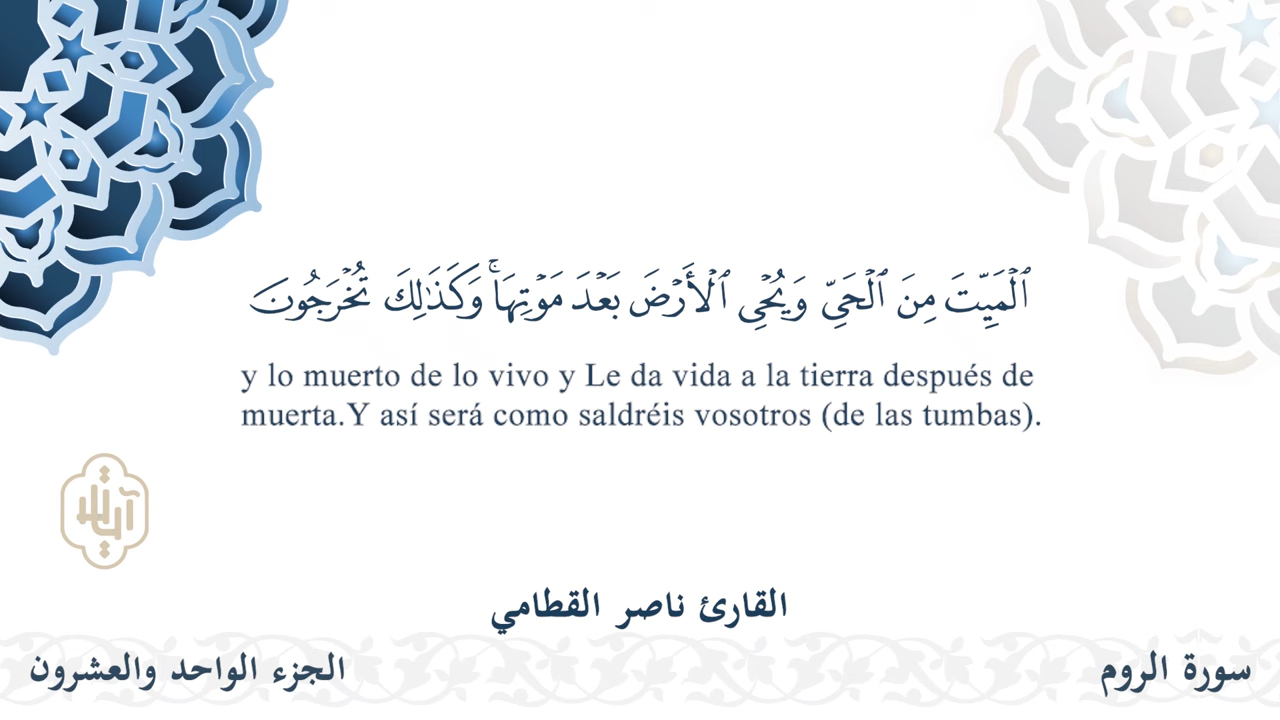 ٱلۡمَيِّتَ مِنَ ٱلۡحَيِّ وَيُحۡيِ ٱلۡأَرۡضَ بَعۡدَ مَوۡتِهَاۚ وَكَذَٰلِكَ تُخۡرَجُونَ
y lo muerto de lo vivo y Le da vida a la tierra después de
muerta.Y así será como saldréis vosotros (de las tumbas).
القارئ ناصر القطامي
سورة الروم
الجزء الواحد والعشرون